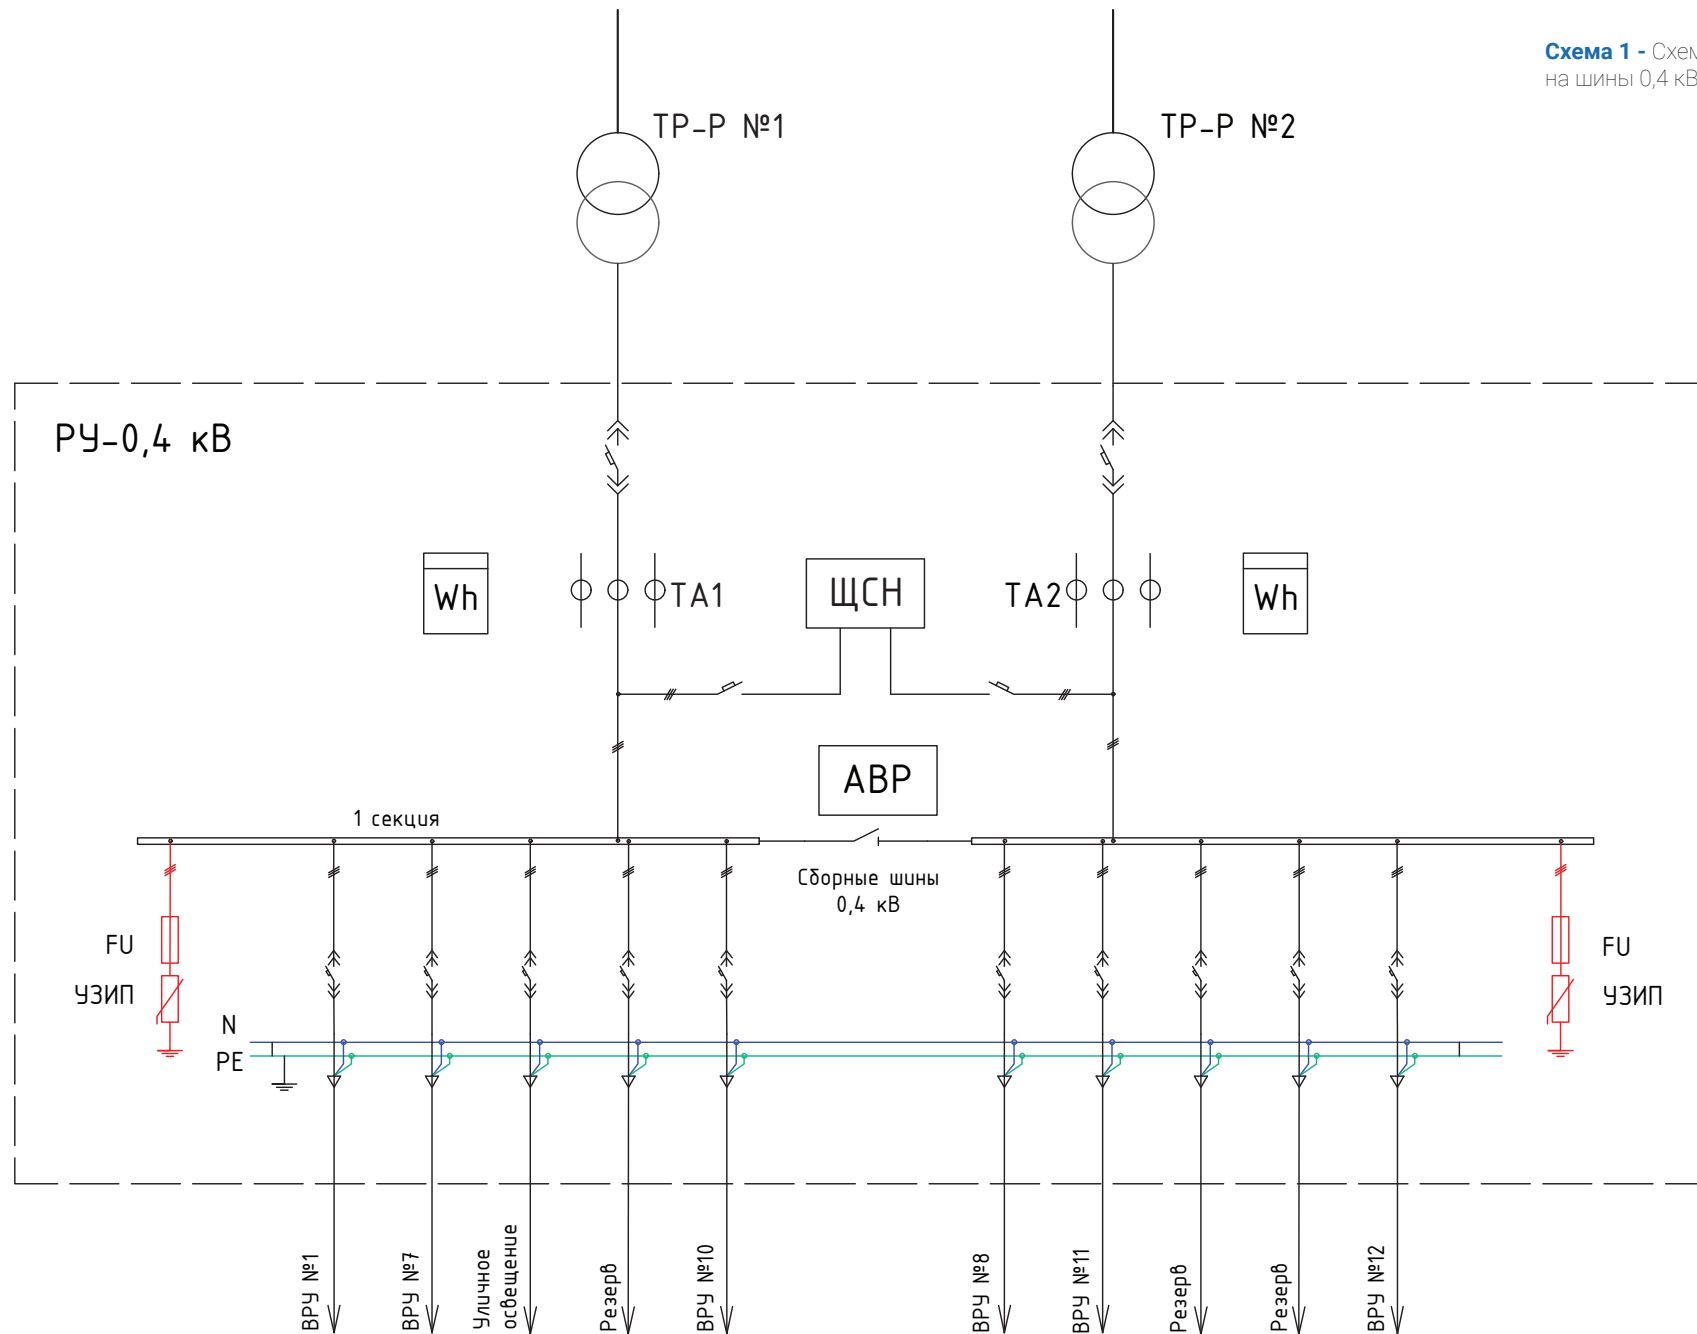 Схема 1 - Схем
на шины 0,4 кВ
ТР-Р №1
ТР-Р №2
РУ-0,4 кВ
Wh
ТА1
ЩСН
ТА2
Wh
АВР
1 секция
Сборные шины
0,4 кВ
FU
УЗИП
FU
УЗИП
N
PE
ВРУ №1
ВРУ №7
Уличное
освещение
Резерв
ВРУ №10
ВРУ №8
ВРУ №11
Резерв
Резерв
ВРУ №12